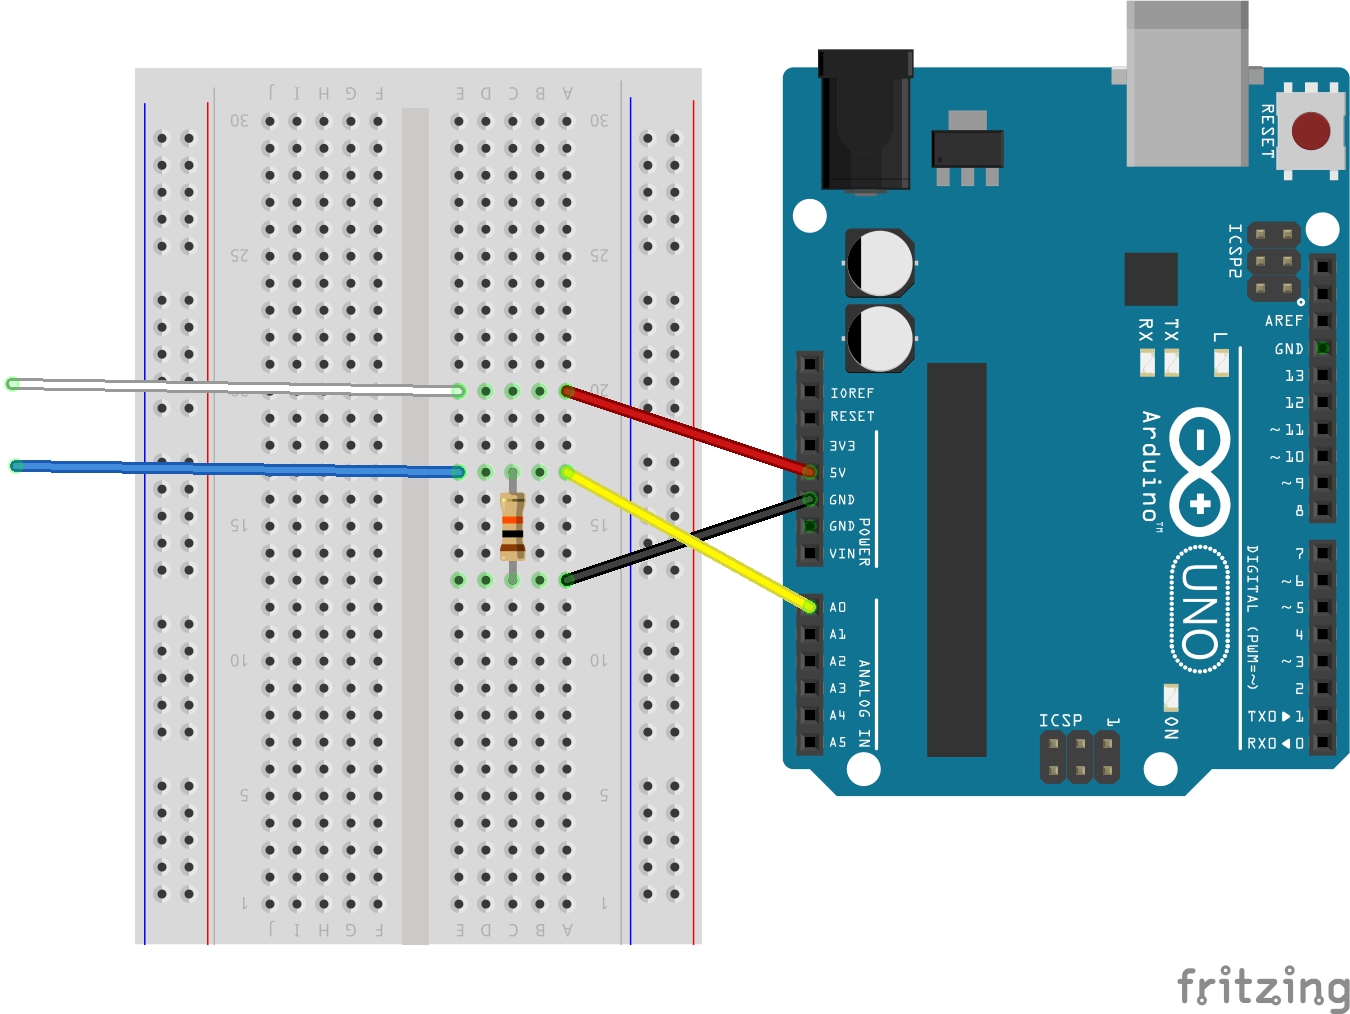 J I H G F E D C B A
30 30
25 25
20 20
15 15
10 10
5 5
1 1
J I H G F E D C B A
RESET
ICSP2
AREF
GND
13
12
~11
~10
~9
8
7
~6
~5
4
~3
2
TX0▶1
RX0◀0
DIGITAL (PWM=~)
RX TX L
Arduino™
UNO
ON
ICSP 1
IOREF
RESET
3V3
5V
GND
GND
VIN
POWER
A0
A1
A2
A3
A4
A5
ANALOG IN
fritzing